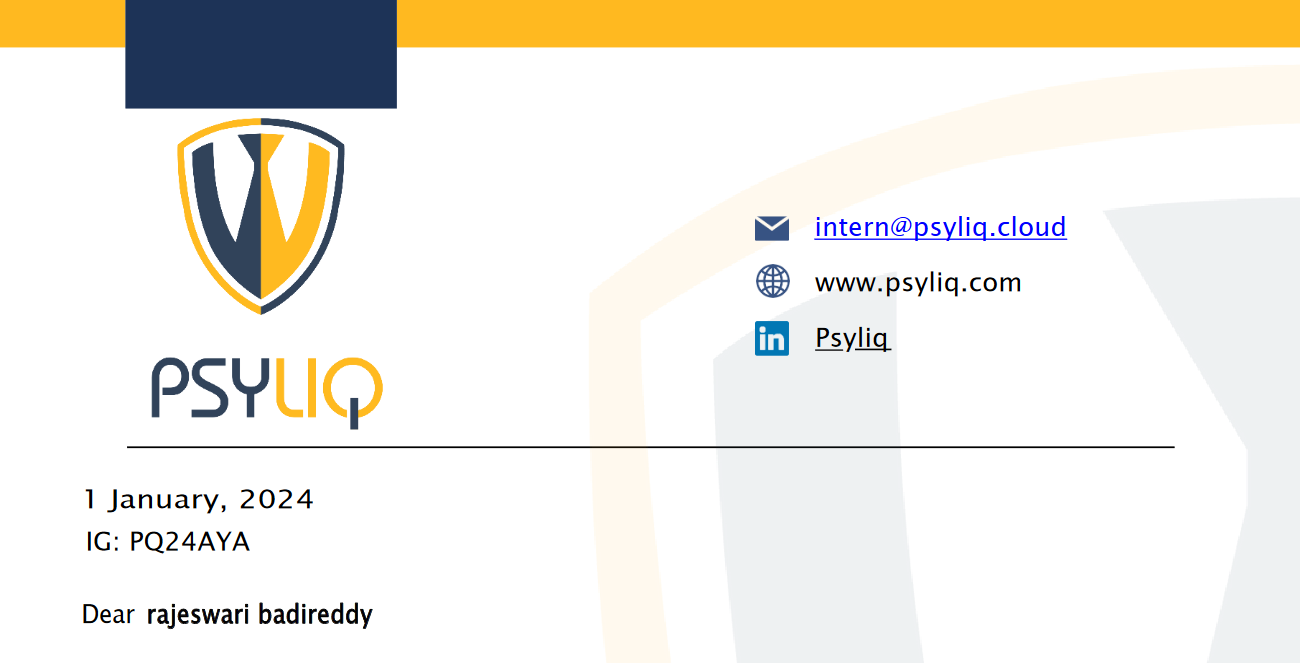 intern@psyliq.cloud
www.psyliq.com
Psyliq
PSYLIQ
1 January, 2024
IG: PQ24AYA
Dear rajeswari badireddy